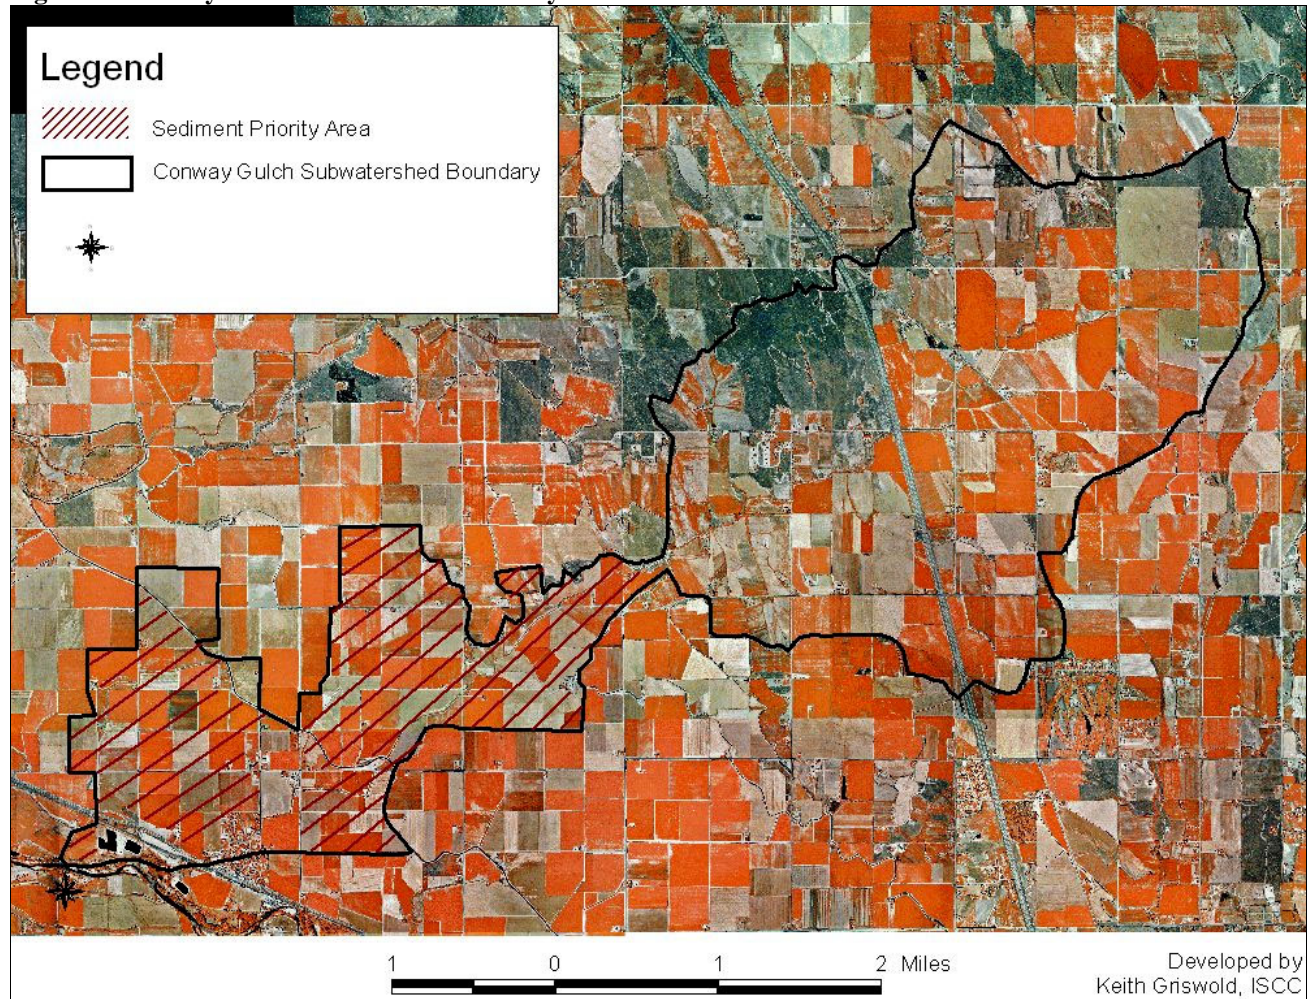 Legend
Sediment Priority Area
Conway Gulch Subwatershed Boundary
1 0 1 2 Miles
Developed by
Keith Griswold, ISCC